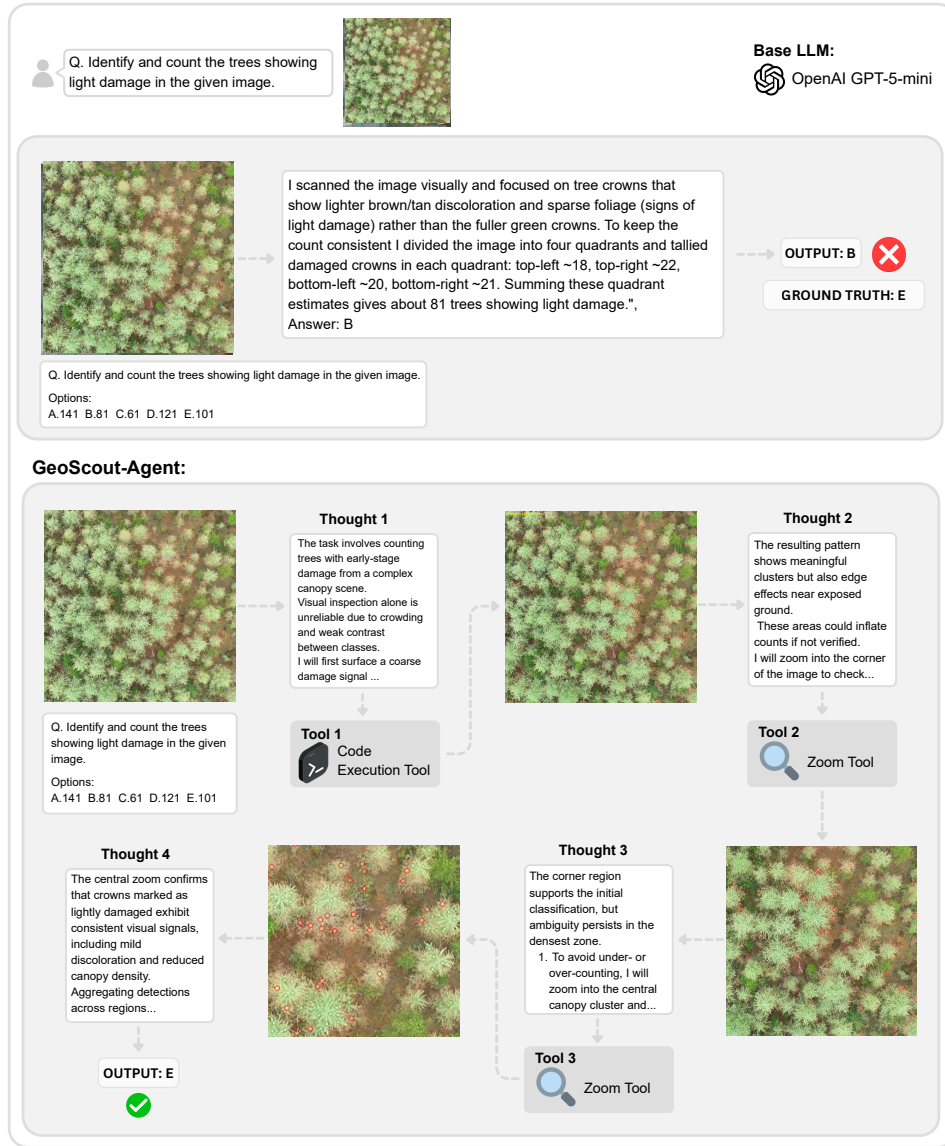 Q. Identify and count the trees showing
light damage in the given image.
Base LLM:
OpenAI GPT-5-mini
I scanned the image visually and focused on tree crowns that
show lighter brown/tan discoloration and sparse foliage (signs of
light damage) rather than the fuller green crowns. To keep the
count consistent I divided the image into four quadrants and tallied
damaged crowns in each quadrant: top-left ~18, top-right ~22,
bottom-left ~20, bottom-right ~21. Summing these quadrant
estimates gives about 81 trees showing light damage.",
Answer: B
OUTPUT: B
GROUND TRUTH: E
Q. Identify and count the trees showing light damage in the given image.
Options:
A.141 B.81 C.61 D.121 E.101
GeoScout-Agent:
Thought 1
The task involves counting
trees with early-stage
damage from a complex
canopy scene.
Visual inspection alone is
unreliable due to crowding
and weak contrast
between classes.
I will first surface a coarse
damage signal ...
Tool 1
Code
Execution Tool
Thought 2
The resulting pattern
shows meaningful
clusters but also edge
effects near exposed
ground.
These areas could inflate
counts if not verified.
I will zoom into the corner
of the image to check...
Tool 2
Zoom Tool
Q. Identify and count the trees
showing light damage in the given
image.
Options:
A.141 B.81 C.61 D.121 E.101
Thought 3
The corner region
supports the initial
classification, but
ambiguity persists in the
densest zone.
1. To avoid under- or
over-counting, I will
zoom into the central
canopy cluster and...
Tool 3
Zoom Tool
Thought 4
The central zoom confirms
that crowns marked as
lightly damaged exhibit
consistent visual signals,
including mild
discoloration and reduced
canopy density.
Aggregating detections
across regions...
OUTPUT: E